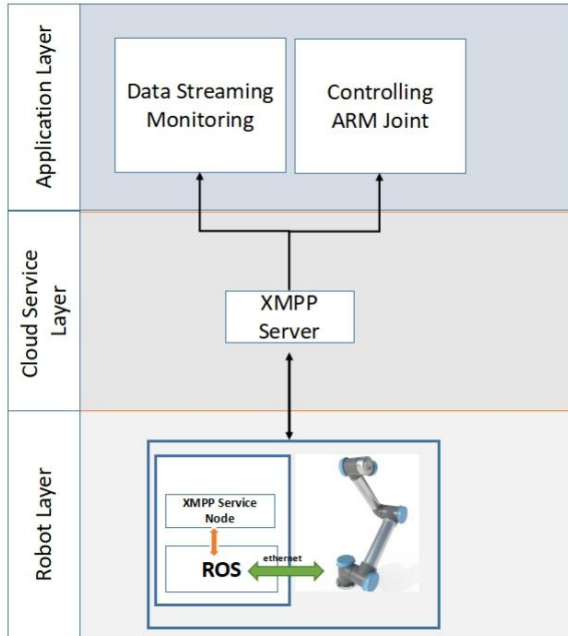 Application Layer
Data Streaming
Monitoring
Controlling
ARM Joint
Cloud Service
Layer
XMPP
Server
Robot Layer
XMPP Service
Node
ROS
ethernet